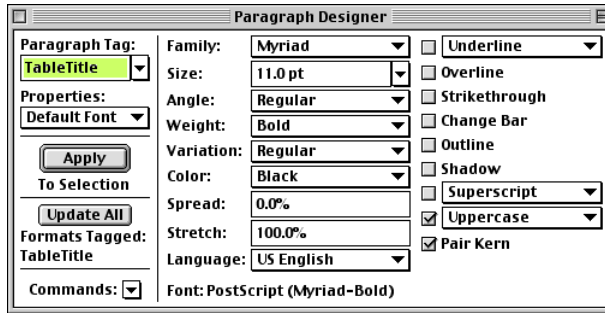 Paragraph Designer
Paragraph Tag:
TableTitle
Properties:
Default Font
Apply
To Selection
Update All
Formats Tagged:
TableTitle
Commands:
Family: Myriad
Size: 11.0 pt
Angle: Regular
Weight: Bold
Variation: Regular
Color: Black
Spread: 0.0%
Stretch: 100.0%
Language: US English
Font: PostScript (Myriad-Bold)
Underline
Overline
Strikethrough
Change Bar
Outline
Shadow
Superscript
Uppercase
Pair Kern